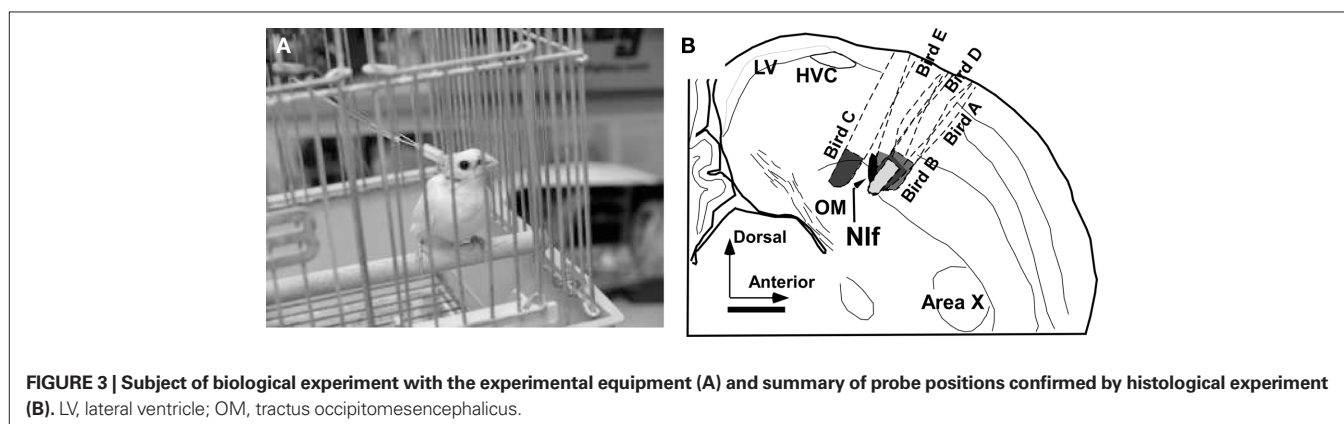 A
B
LV
HVC
Bird E
Bird D
Bird C
Bird A
Bird B
OM
NIf
Dorsal
Anterior
Area X
FIGURE 3 | Subject of biological experiment with the experimental equipment (A) and summary of probe positions confirmed by histological experiment
(B). LV, lateral ventricle; OM, tractus occipitomesencephalicus.